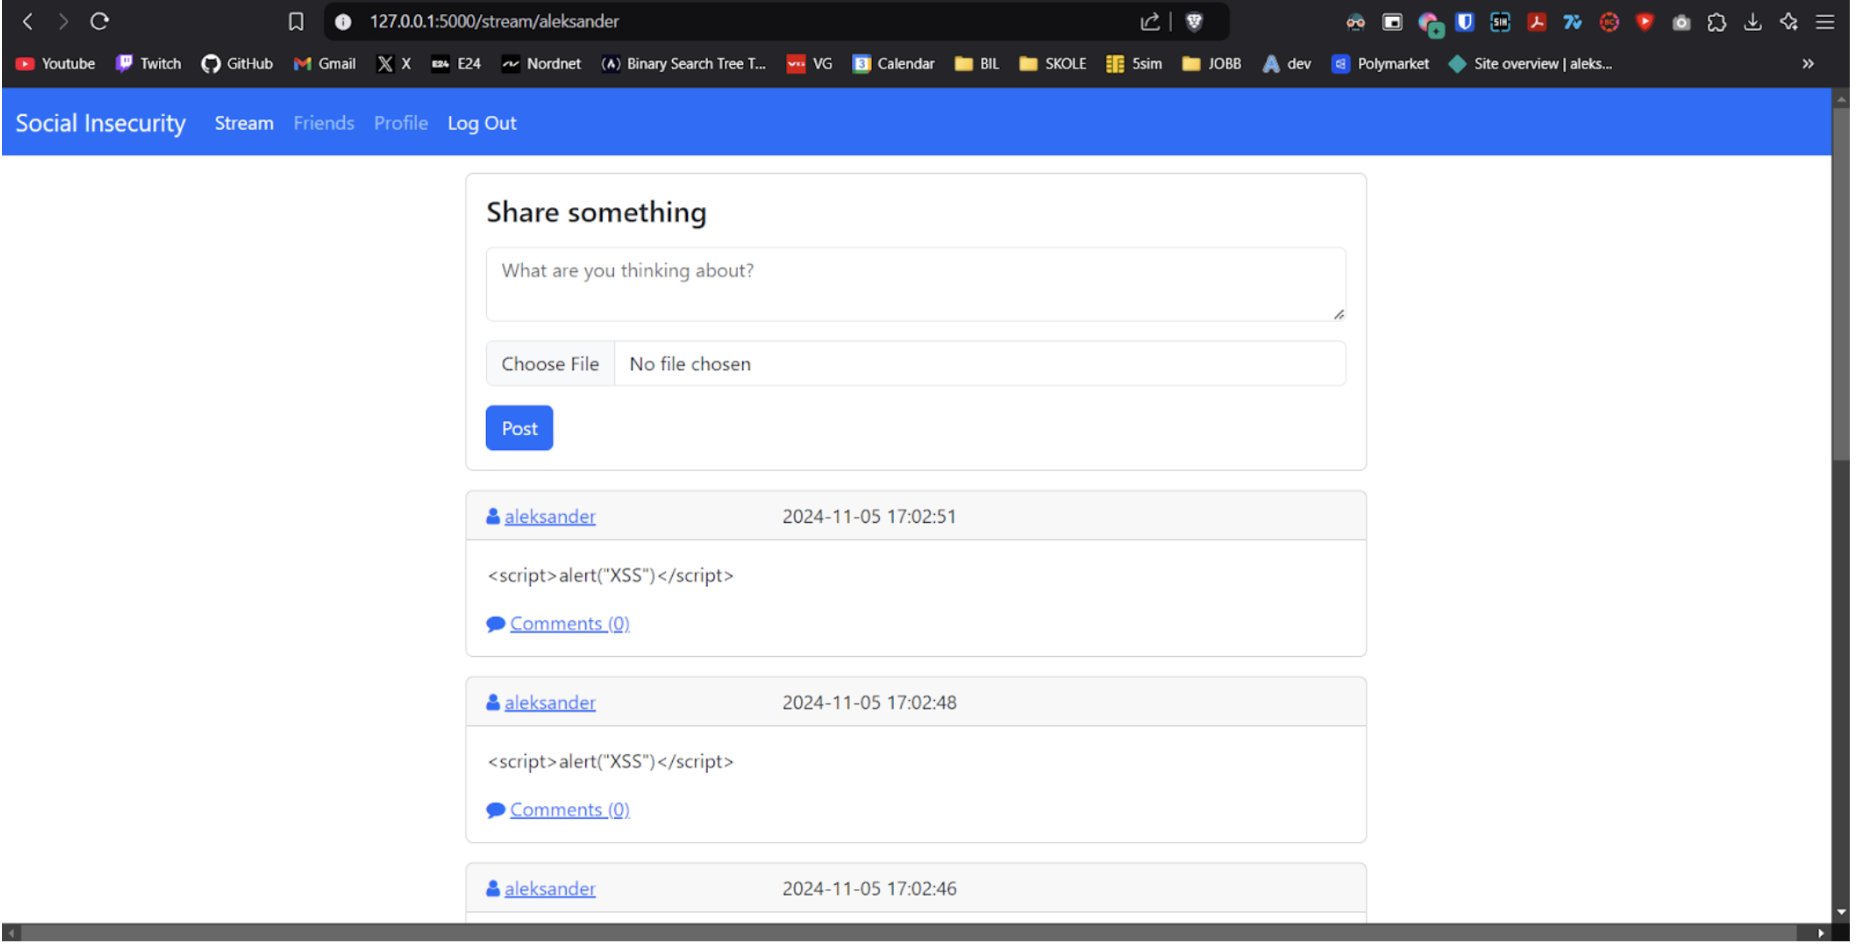 127.0.0.1:5000/stream/aleksander
Youtube Twitch GitHub Gmail X E24 Nordnet Binary Search Tree T... VG Calendar BIL SKOLE 5sim JOBB dev Polymarket Site overview | aleks... »
Social Insecurity Stream Friends Profile Log Out
Share something
What are you thinking about?
Choose File No file chosen
Post
aleksander 2024-11-05 17:02:51
<script>alert("XSS")</script>
Comments (0)
aleksander 2024-11-05 17:02:48
<script>alert("XSS")</script>
Comments (0)
aleksander 2024-11-05 17:02:46